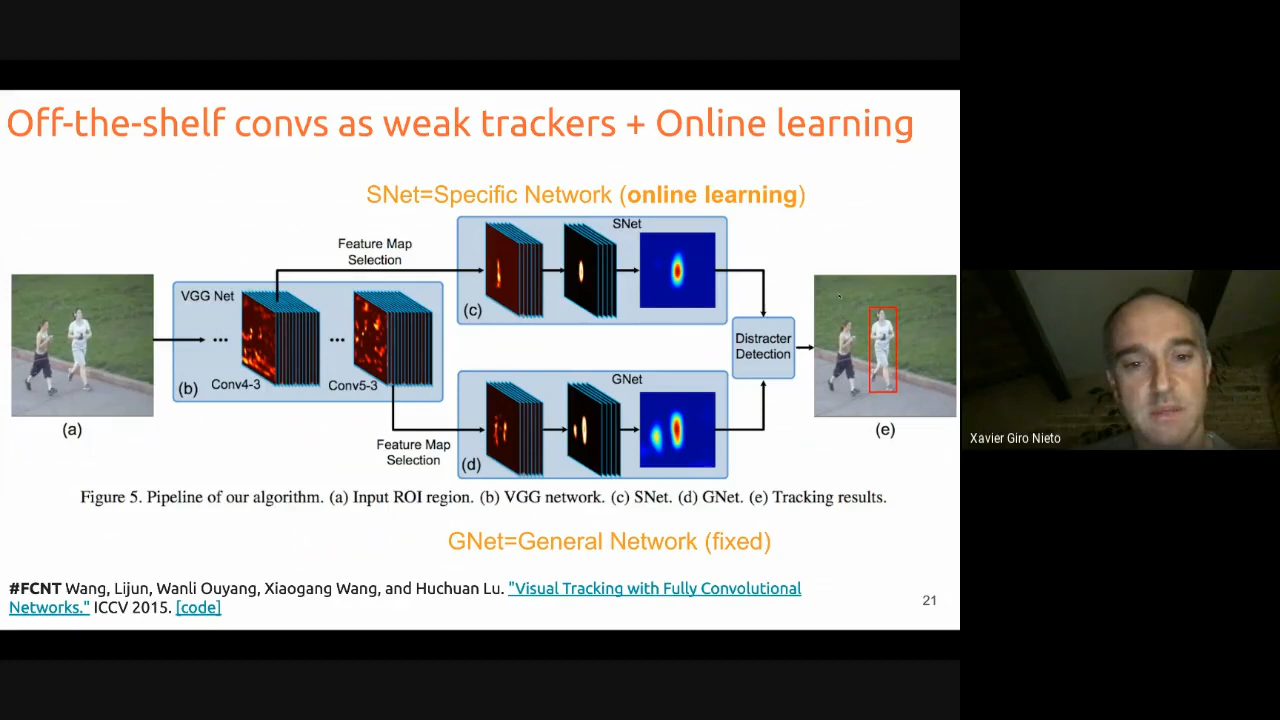 Off-the-shelf convs as weak trackers + Online learning
SNet=Specific Network (online learning)
SNet
Feature Map
Selection
VGG Net
(c)
Distracter
Detection
(b)
Conv4-3
Conv5-3
GNet
(a)
Feature Map
Selection
(d)
(e)
Figure 5. Pipeline of our algorithm. (a) Input ROI region. (b) VGG network. (c) SNet. (d) GNet. (e) Tracking results.
GNet=General Network (fixed)
#FCNT Wang, Lijun, Wanli Ouyang, Xiaogang Wang, and Huchuan Lu. "Visual Tracking with Fully Convolutional
Networks." ICCV 2015. [code]
21
Xavier Giro Nieto